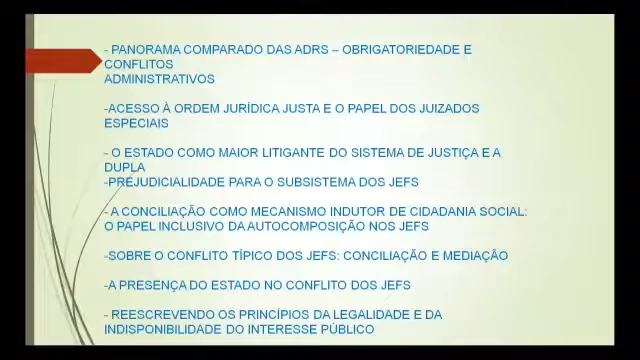 - PANORAMA COMPARADO DAS ADRS – OBRIGATORIEDADE E
CONFLITOS
ADMINISTRATIVOS
-ACESSO À ORDEM JURÍDICA JUSTA E O PAPEL DOS JUIZADOS
ESPECIAIS
- O ESTADO COMO MAIOR LITIGANTE DO SISTEMA DE JUSTIÇA E A
DUPLA
-PREJUDICIALIDADE PARA O SUBSISTEMA DOS JEFS
- A CONCILIAÇÃO COMO MECANISMO INDUTOR DE CIDADANIA SOCIAL:
O PAPEL INCLUSIVO DA AUTOCOMPOSIÇÃO NOS JEFS
-SOBRE O CONFLITO TÍPICO DOS JEFS: CONCILIAÇÃO E MEDIAÇÃO
-A PRESENÇA DO ESTADO NO CONFLITO DOS JEFS
- REESCREVENDO OS PRINCÍPIOS DA LEGALIDADE E DA
INDISPONIBILIDADE DO INTERESSE PÚBLICO